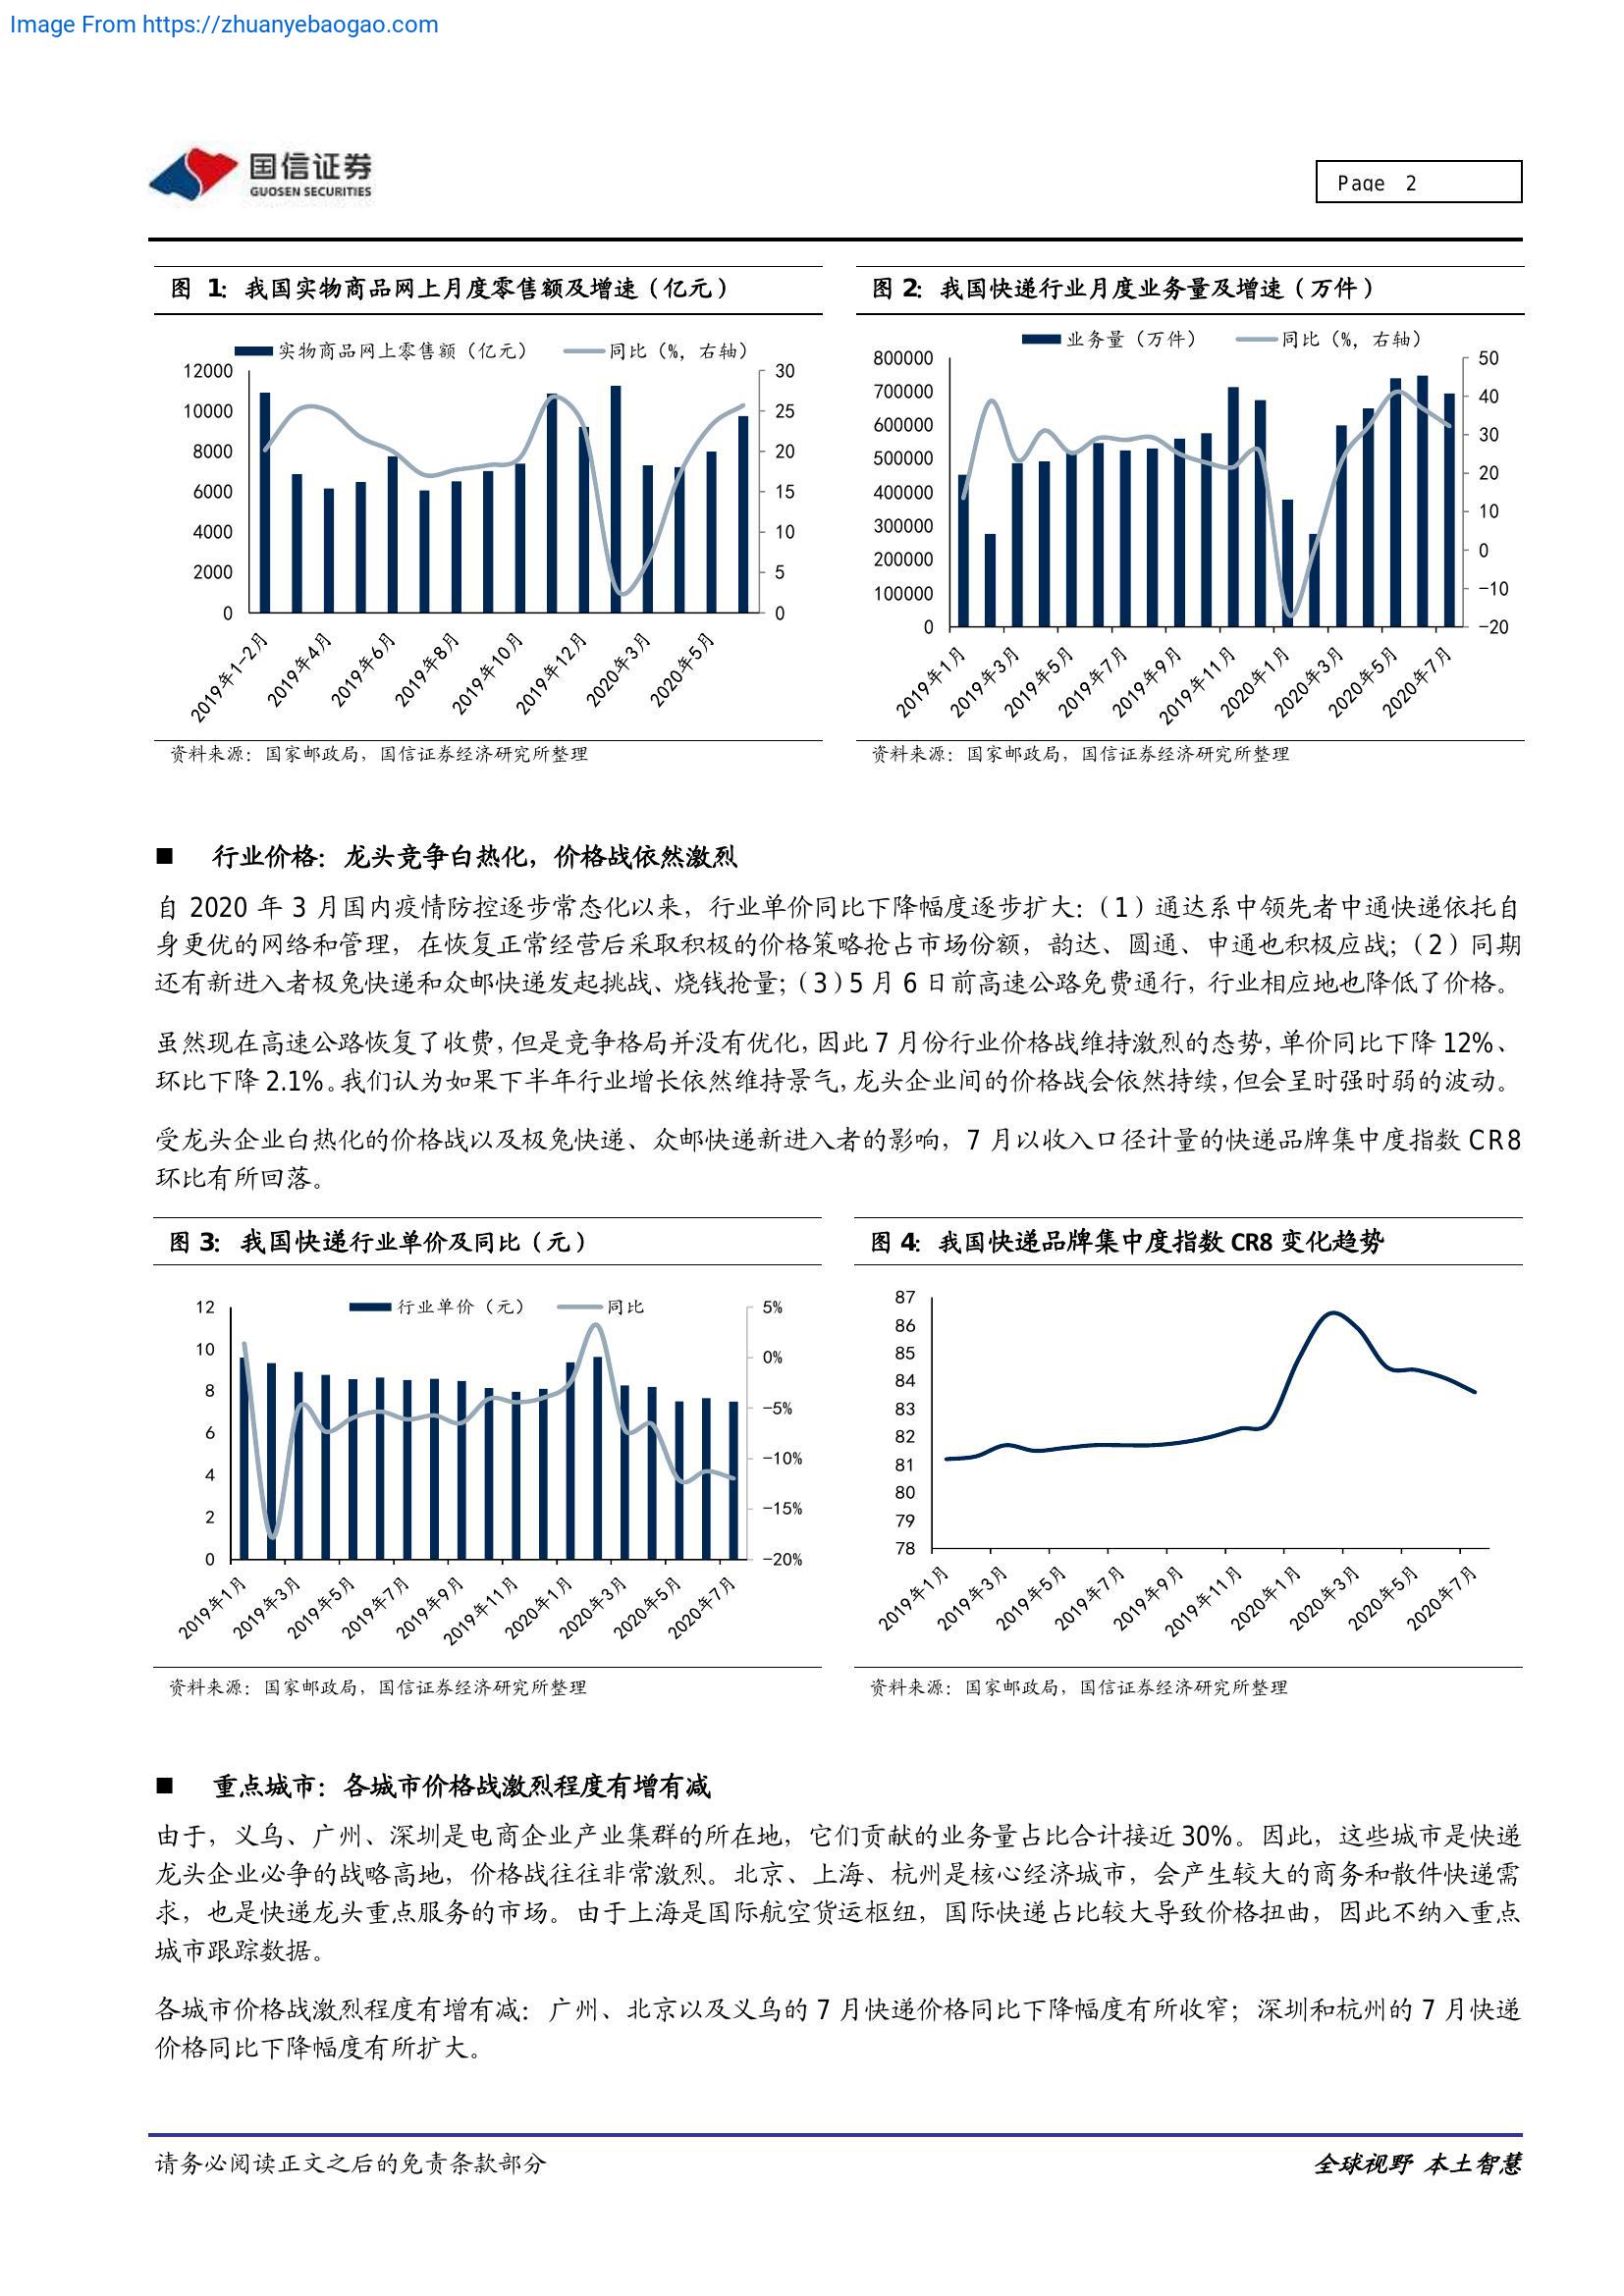 Image From https://zhuanyebaogao.com
国信证券
GUOSEN SECURITIES
Page 2
图 1：我国实物商品网上月度零售额及增速（亿元）
实物商品网上零售额（亿元） 同比（%，右轴）
12000
10000
8000
6000
4000
2000
0
30
25
20
15
10
5
0
2019年1-2月
2019年4月
2019年6月
2019年8月
2019年10月
2019年12月
2020年3月
2020年5月
资料来源：国家邮政局，国信证券经济研究所整理
图 2：我国快递行业月度业务量及增速（万件）
业务量（万件） 同比（%，右轴）
800000
700000
600000
500000
400000
300000
200000
100000
0
50
40
30
20
10
0
-10
-20
2019年1月
2019年3月
2019年5月
2019年7月
2019年9月
2019年11月
2020年1月
2020年3月
2020年5月
2020年7月
资料来源：国家邮政局，国信证券经济研究所整理
■ 行业价格：龙头竞争白热化，价格战依然激烈
自 2020 年 3 月国内疫情防控逐步常态化以来，行业单价同比下降幅度逐步扩大：（1）通达系中领先者中通快递依托自
身更优的网络和管理，在恢复正常经营后采取积极的价格策略抢占市场份额，韵达、圆通、申通也积极应战；（2）同期
还有新进入者极兔快递和众邮快递发起挑战、烧钱抢量；（3）5 月 6 日前高速公路免费通行，行业相应地也降低了价格。
虽然现在高速公路恢复了收费，但是竞争格局并没有优化，因此 7 月份行业价格战维持激烈的态势，单价同比下降 12%、
环比下降 2.1%。我们认为如果下半年行业增长依然维持景气，龙头企业间的价格战会依然持续，但会呈时强时弱的波动。
受龙头企业白热化的价格战以及极兔快递、众邮快递新进入者的影响，7 月以收入口径计量的快递品牌集中度指数 CR8
环比有所回落。
图 3：我国快递行业单价及同比（元）
行业单价（元） 同比
12
10
8
6
4
2
0
5%
0%
-5%
-10%
-15%
-20%
2019年1月
2019年3月
2019年5月
2019年7月
2019年9月
2019年11月
2020年1月
2020年3月
2020年5月
2020年7月
资料来源：国家邮政局，国信证券经济研究所整理
图 4：我国快递品牌集中度指数 CR8 变化趋势
87
86
85
84
83
82
81
80
79
78
2019年1月
2019年3月
2019年5月
2019年7月
2019年9月
2019年11月
2020年1月
2020年3月
2020年5月
2020年7月
资料来源：国家邮政局，国信证券经济研究所整理
■ 重点城市：各城市价格战激烈程度有增有减
由于，义乌、广州、深圳是电商企业产业集群的所在地，它们贡献的业务量占比合计接近 30%。因此，这些城市是快递
龙头企业必争的战略高地，价格战往往非常激烈。北京、上海、杭州是核心经济城市，会产生较大的商务和散件快递需
求，也是快递龙头重点服务的市场。由于上海是国际航空货运枢纽，国际快递占比较大导致价格扭曲，因此不纳入重点
城市跟踪数据。
各城市价格战激烈程度有增有减：广州、北京以及义乌的 7 月快递价格同比下降幅度有所收窄；深圳和杭州的 7 月快递
价格同比下降幅度有所扩大。
请务必阅读正文之后的免责条款部分
全球视野 本土智慧